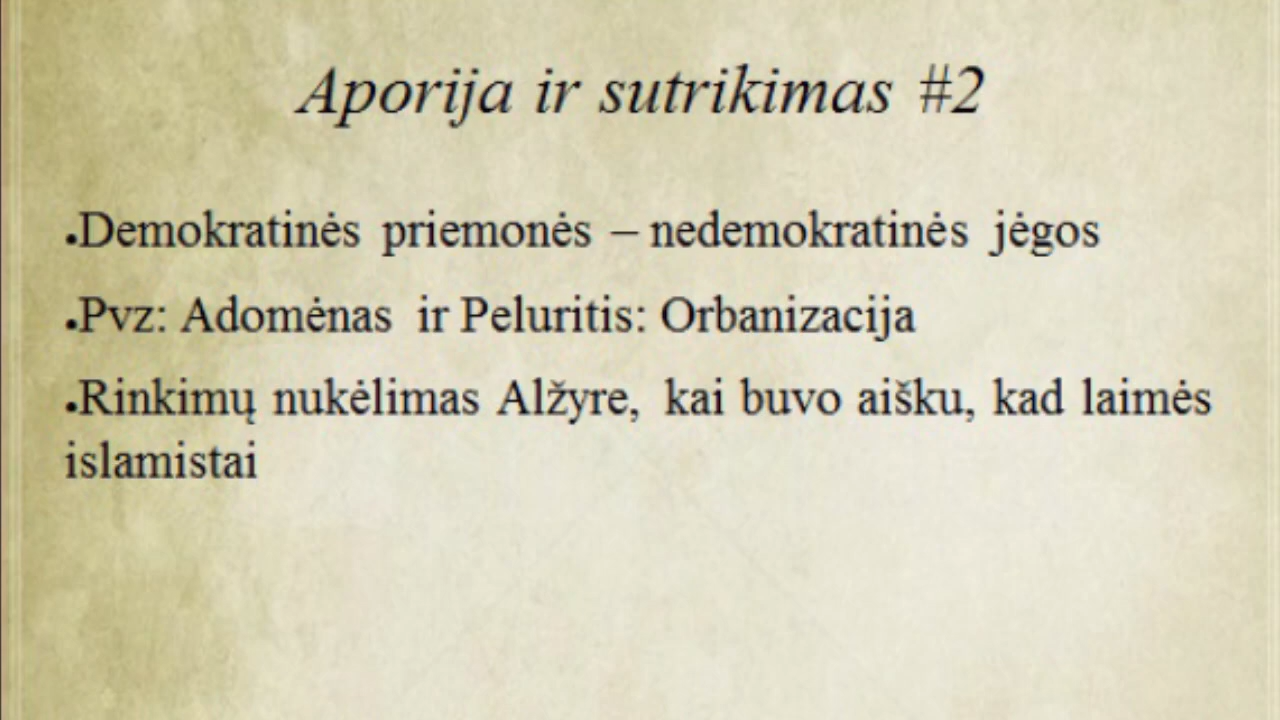 Aporija ir sutrikimas #2
•Demokratinės priemonės – nedemokratinės jėgos
•Pvz: Adomėnas ir Peluritis: Orbanizacija
•Rinkimų nukėlimas Alžyre, kai buvo aišku, kad laimės
islamistai